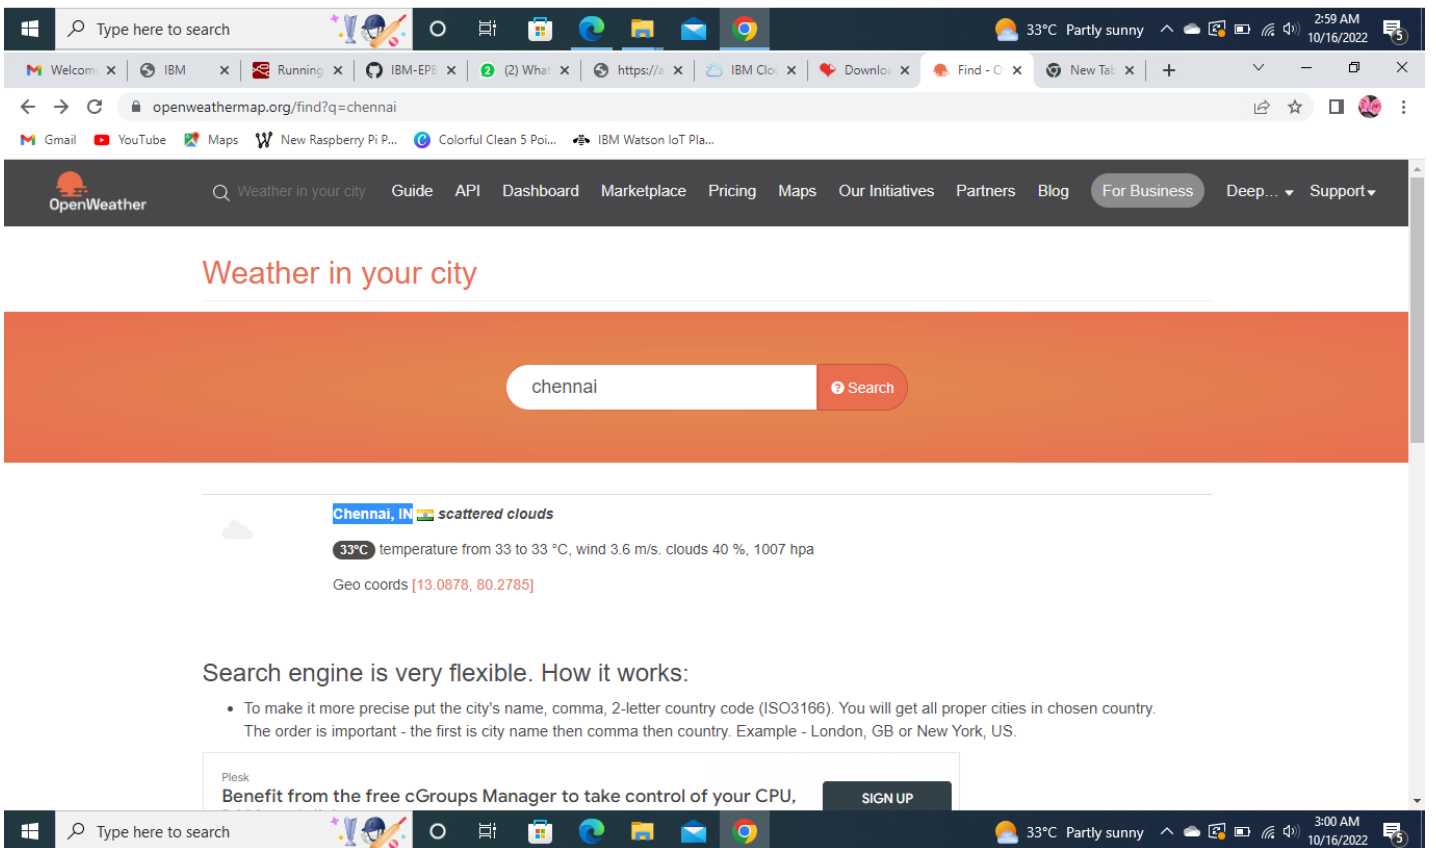 Type here to search
33°C Partly sunny
2:59 AM
10/16/2022
5
Welcom
IBM
Running
IBM-EPB
2
(2) What
https://a
IBM Clou
Downloa
Find - O
New Tab
openweathermap.org/find?q=chennai
Gmail
YouTube
Maps
New Raspberry Pi P...
Colorful Clean 5 Poi...
IBM Watson IoT Pla...
OpenWeather
Weather in your city
Guide
API
Dashboard
Marketplace
Pricing
Maps
Our Initiatives
Partners
Blog
For Business
Deep...
Support
Weather in your city
chennai
Search
Chennai, IN scattered clouds
33°C temperature from 33 to 33 °C, wind 3.6 m/s. clouds 40 %, 1007 hpa
Geo coords [13.0878, 80.2785]
Search engine is very flexible. How it works:
• To make it more precise put the city's name, comma, 2-letter country code (ISO3166). You will get all proper cities in chosen country.
The order is important - the first is city name then comma then country. Example - London, GB or New York, US.
Plesk
Benefit from the free cGroups Manager to take control of your CPU,
SIGN UP
Type here to search
33°C Partly sunny
3:00 AM
10/16/2022
5